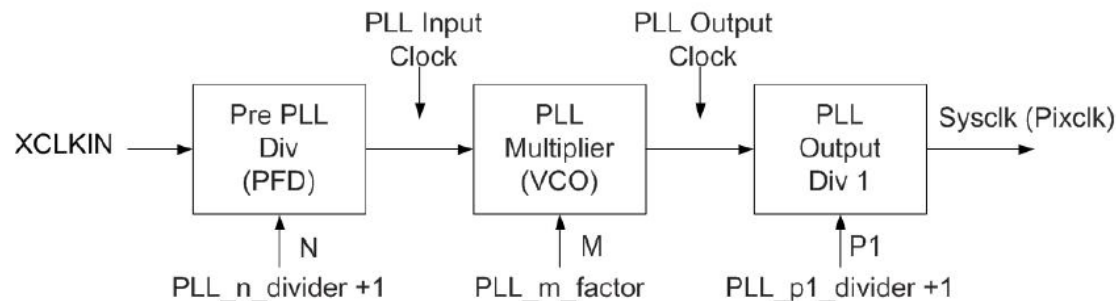 PLL Input
Clock
PLL Output
Clock
XCLKIN
Pre PLL
Div
(PFD)
PLL
Multiplier
(VCO)
PLL
Output
Div 1
Sysclk (Pixclk)
N
M
P1
PLL_n_divider +1
PLL_m_factor
PLL_p1_divider +1